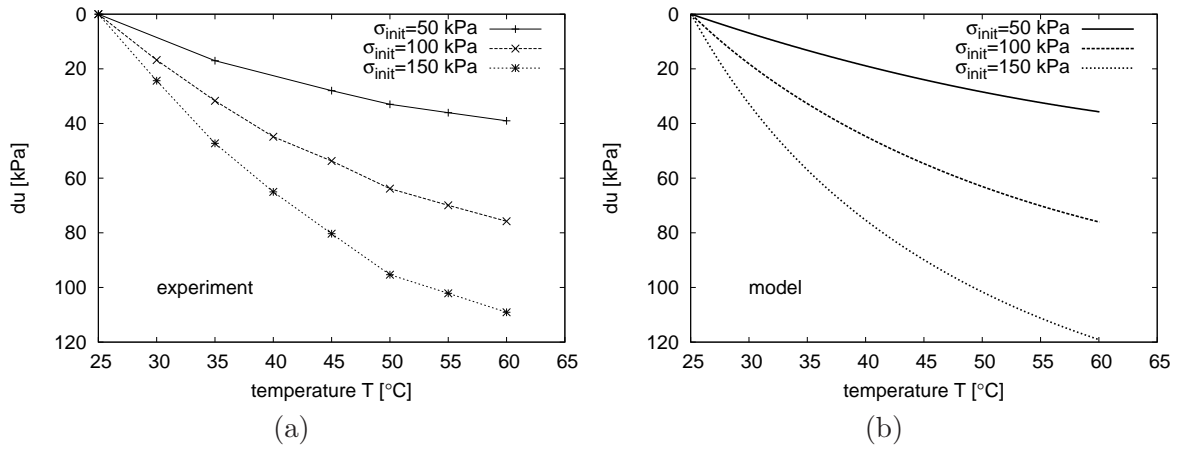 0
20
40
60
80
100
120
25 30 35 40 45 50 55 60 65
du [kPa]
temperature T [°C]
σinit=50 kPa
σinit=100 kPa
σinit=150 kPa
experiment
(a)
0
20
40
60
80
100
120
25 30 35 40 45 50 55 60 65
du [kPa]
temperature T [°C]
σinit=50 kPa
σinit=100 kPa
σinit=150 kPa
model
(b)